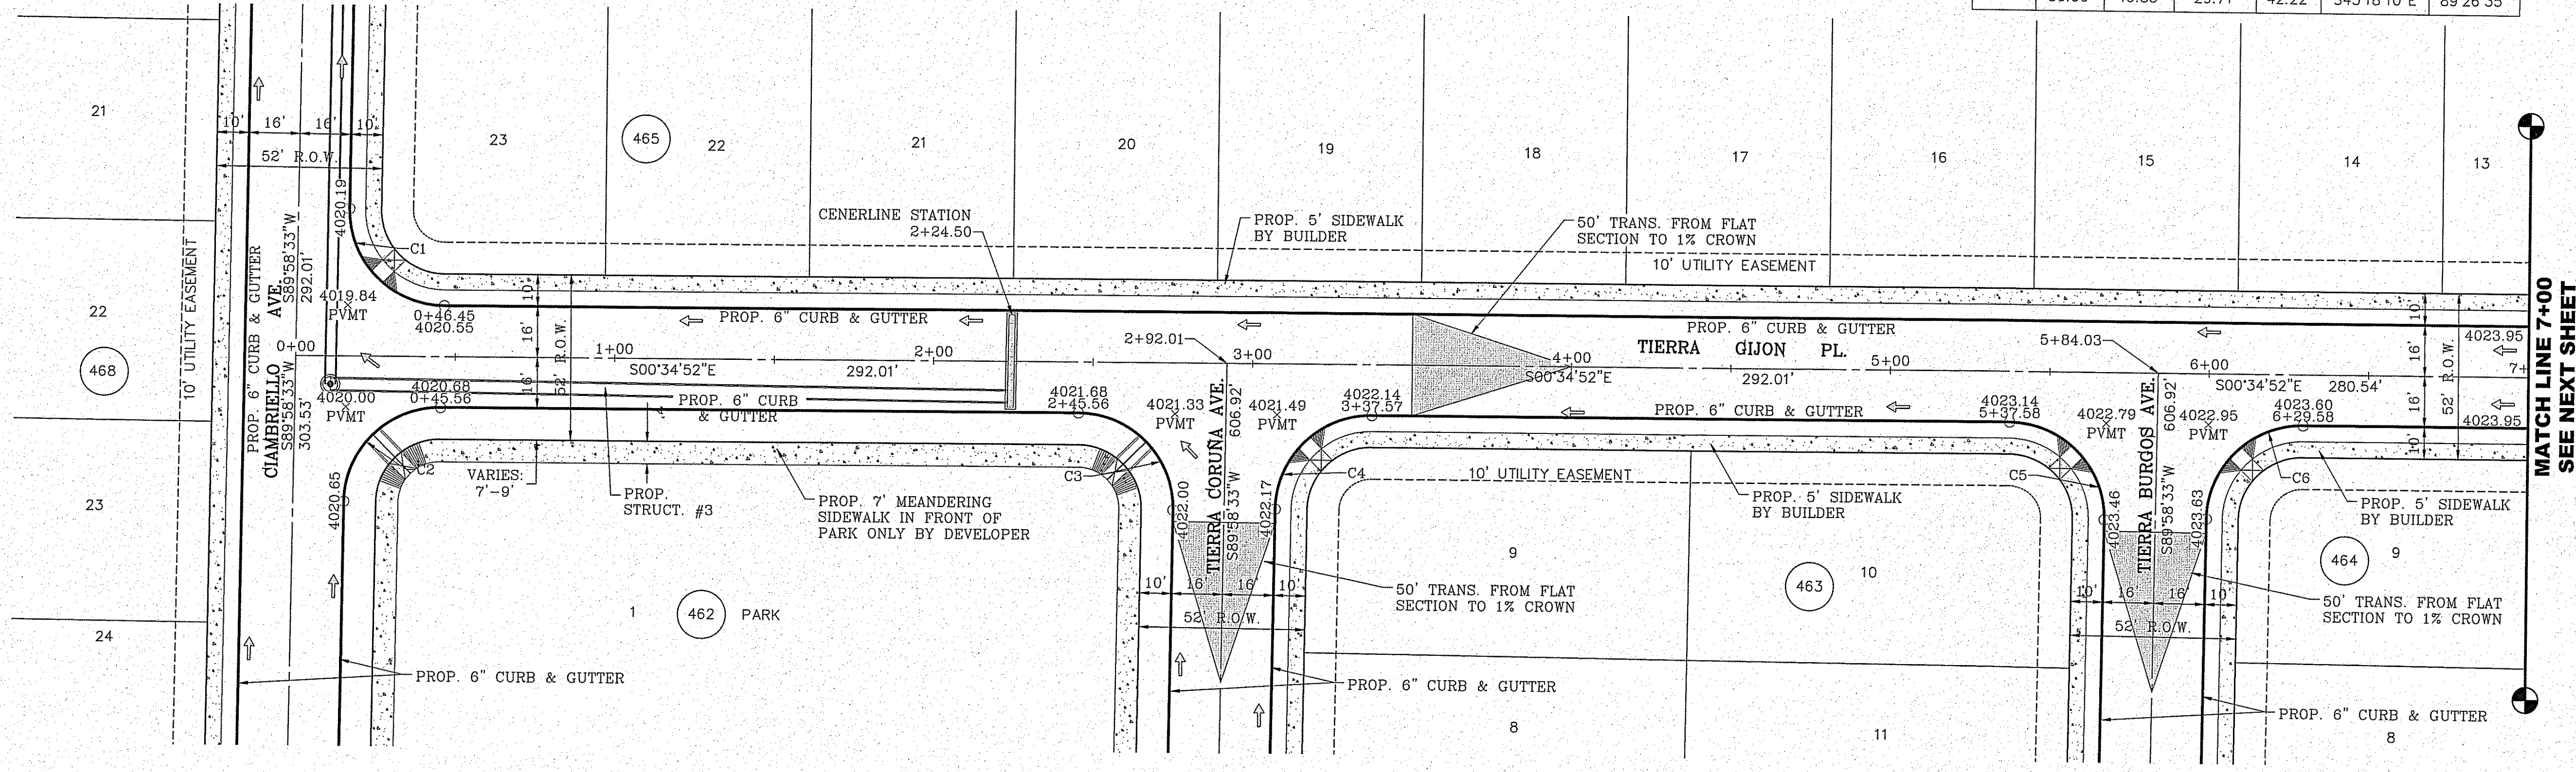 45°18'10"E
89°26'35"
42.22
21
10'
16'
16'
10'
52' R.O.W.
23
465
22
21
20
19
18
17
16
15
14
13
4020.19
CENERLINE STATION
2+24.50
PROP. 5' SIDEWALK
BY BUILDER
50' TRANS. FROM FLAT
SECTION TO 1% CROWN
10' UTILITY EASEMENT
C1
10' UTILITY EASEMENT
PROP. 6" CURB & GUTTER
CIAMBRIELLO AVE.
S89°58'33"W
292.01'
S89°58'33"W
303.53'
22
468
23
24
4019.84
PVMT
0+46.45
4020.55
10'
16'
16'
52' R.O.W.
PROP. 6" CURB & GUTTER
PROP. 6" CURB & GUTTER
TIERRA GIJON PL.
0+00
1+00
2+00
2+92.01
3+00
4+00
5+00
5+84.03
6+00
7+
S00°34'52"E
292.01'
S00°34'52"E
292.01'
S00°34'52"E
280.54'
4023.95
10'
16'
16'
10'
52' R.O.W.
4023.95
MATCH LINE 7+00
SEE NEXT SHEET
4020.00
PVMT
4020.68
0+45.56
PROP. 6" CURB
& GUTTER
4021.68
2+45.56
4021.33
PVMT
4021.49
PVMT
4022.14
3+37.57
PROP. 6" CURB & GUTTER
4023.14
5+37.58
4022.79
PVMT
4022.95
PVMT
4023.60
6+29.58
4020.65
C2
VARIES:
7'-9'
PROP.
STRUCT. #3
PROP. 7' MEANDERING
SIDEWALK IN FRONT OF
PARK ONLY BY DEVELOPER
C3
4022.00
TIERRA CORUÑA AVE.
606.92'
S89°58'33"W
4022.17
C4
10' UTILITY EASEMENT
PROP. 5' SIDEWALK
BY BUILDER
C5
4023.46
TIERRA BURGOS AVE.
606.92'
S89°58'33"W
4023.63
C6
PROP. 5' SIDEWALK
BY BUILDER
9
463
10
464
9
10'
16'
16'
10'
52' R.O.W.
50' TRANS. FROM FLAT
SECTION TO 1% CROWN
10'
16'
16'
10'
52' R.O.W.
50' TRANS. FROM FLAT
SECTION TO 1% CROWN
1
462
PARK
PROP. 6" CURB & GUTTER
PROP. 6" CURB & GUTTER
8
11
PROP. 6" CURB & GUTTER
8